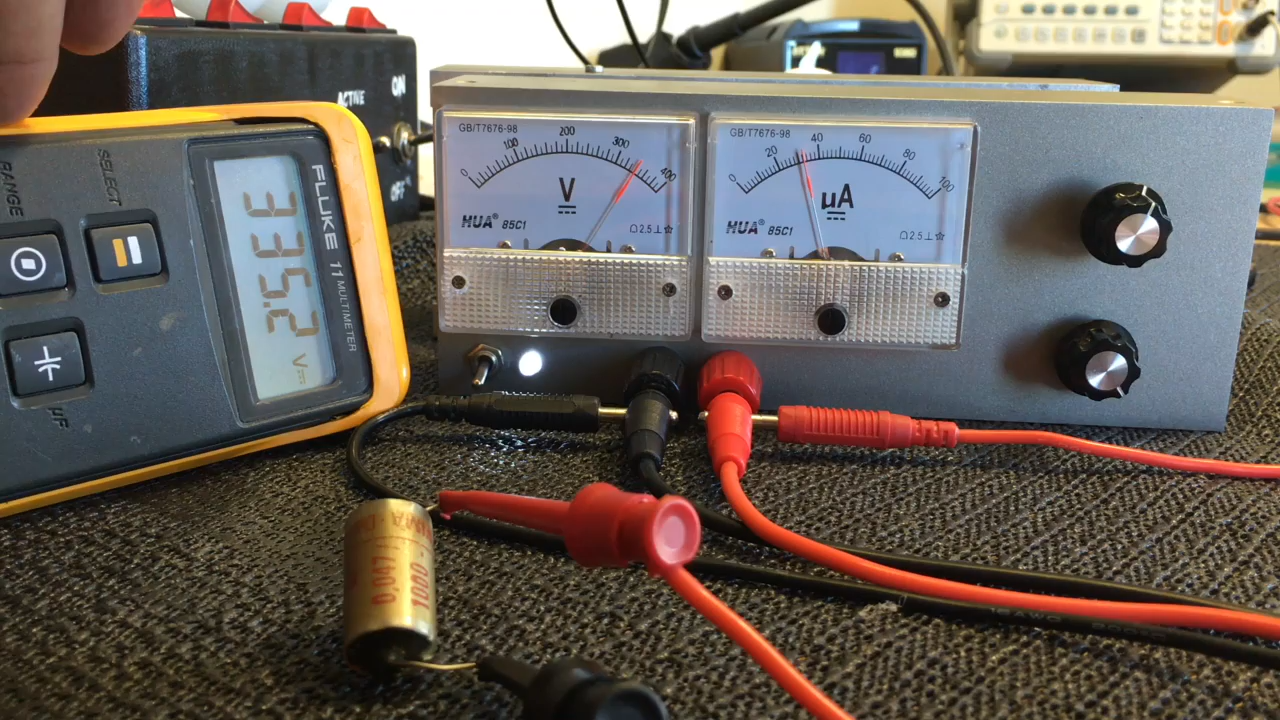 ACTIVE
ON
OFF
RANGE
SELECT
µF
FLUKE 11 MULTIMETER
335.2 V
GB/T7676-98
0 100 200 300 400
V
HUA® 85C1
2.5
GB/T7676-98
0 20 40 60 80 100
µA
HUA® 85C1
2.5
0,047/
1000